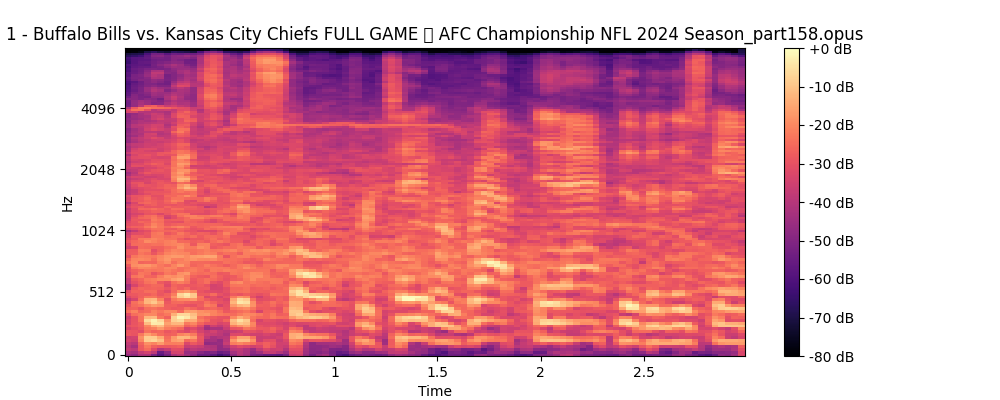 1 - Buffalo Bills vs. Kansas City Chiefs FULL GAME ▯ AFC Championship NFL 2024 Season_part158.opus
+0 dB
-10 dB
-20 dB
-30 dB
-40 dB
-50 dB
-60 dB
-70 dB
-80 dB
4096
2048
1024
512
0
Hz
0
0.5
1
1.5
2
2.5
Time